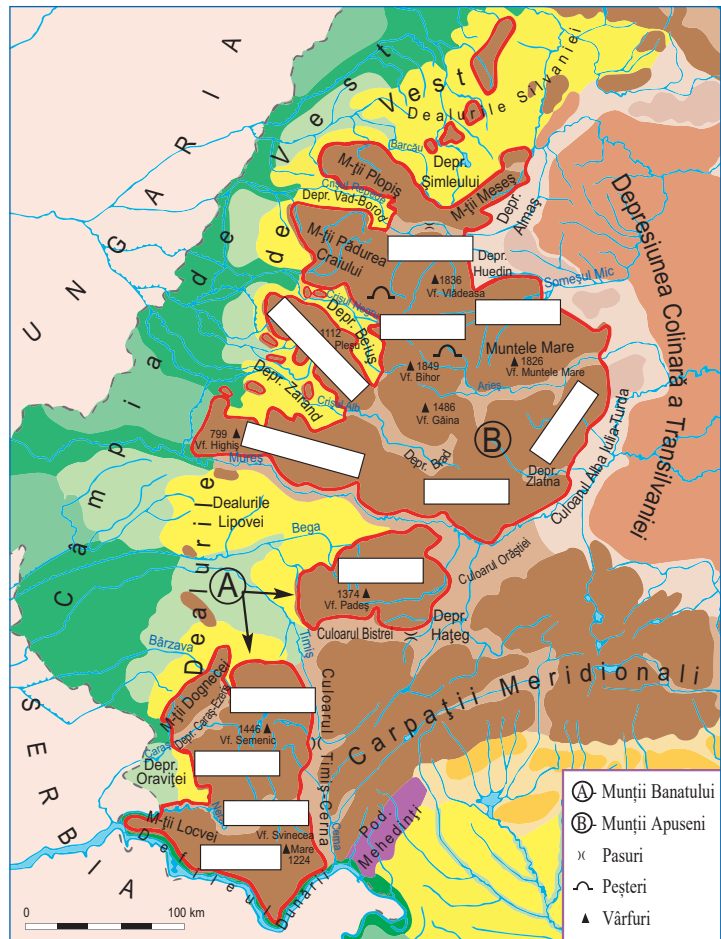 UNGARIA
SERBIA
Câmpia de Vest
Dealurile de Vest
Dealurile Silvaniei
Barcău
Depr.
Șimleului
M-ții Plopiș
Crișul Repede
Depr. Vad-Borod
M-ții Meseș
Depr.
Almaș
M-ții Pădurea
Craiului
Depr.
Huedin
1836
Vf. Vlădeasa
Someșul Mic
Depresiunea Colinară a Transilvaniei
Crișul Negru
Depr. Beiuș
1112
Pleșu
Muntele Mare
1849
Vf. Bihor
1826
Vf. Muntele Mare
Arieș
Depr. Zarand
Crișul Alb
1486
Vf. Găina
B
799
Vf. Highiș
Mureș
Depr. Brad
Depr.
Zlatna
Culoarul Alba Iulia-Turda
Dealurile
Lipovei
Bega
Culoarul Orăștiei
A
1374
Vf. Padeș
Culoarul Bistrei
Depr.
Hațeg
Timiș
Bârzava
M-ții Dognecei
Depr. Caraș-Ezeriș
Culoarul Timiș-Cerna
Carpații Meridionali
1446
Vf. Semenic
Caraș
Depr.
Oraviței
Nera
M-ții Locvei
Vf. Svinecea
Mare
1224
Cerna
Pod.
Mehedinți
Defileul Dunării
0 100 km
A - Munții Banatului
B - Munții Apuseni
Pasuri
Peșteri
Vârfuri